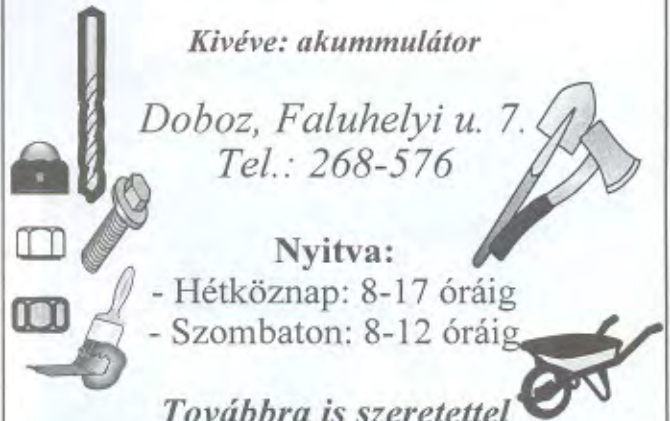 Kivéve: akummulátor
Doboz, Faluhelyi u. 7.
Tel.: 268-576
Nyitva:
- Hétköznap: 8-17 óráig
- Szombaton: 8-12 óráig
Továbbra is szeretettel